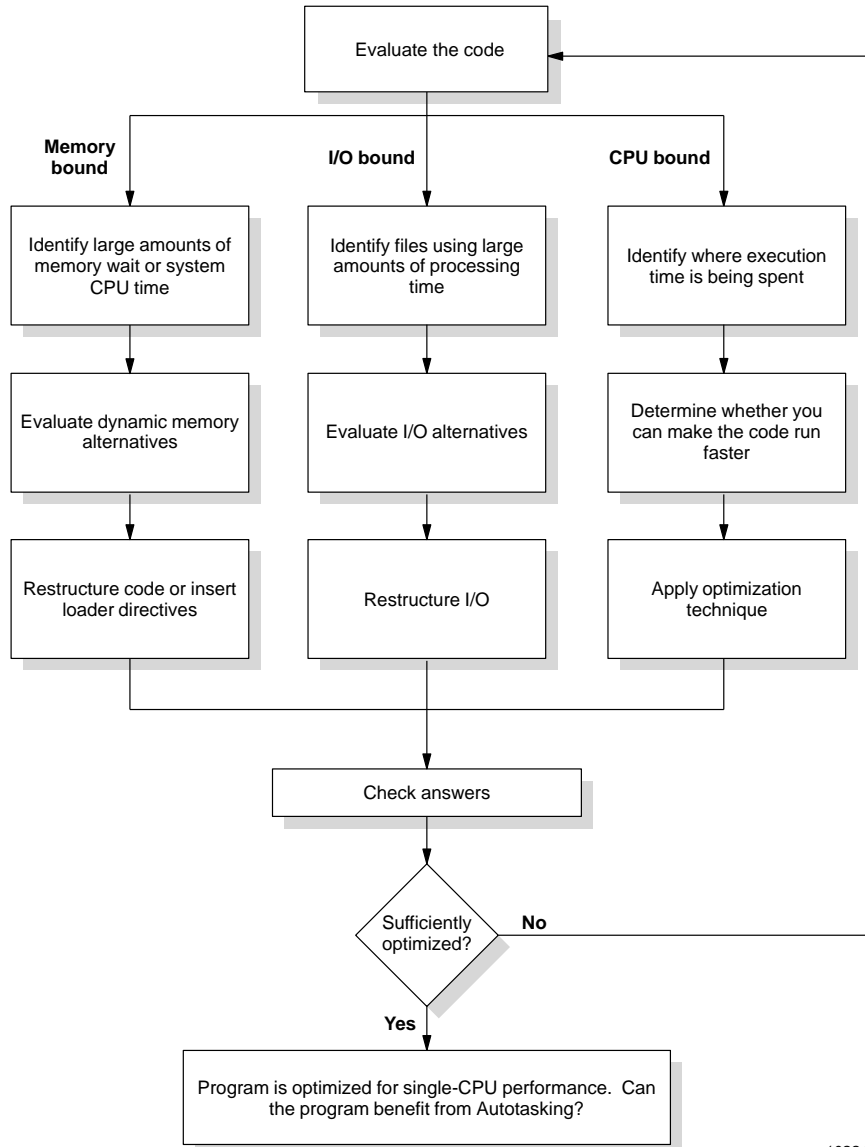 Evaluate the code
Memory
bound
I/O bound
CPU bound
Identify large amounts of
memory wait or system
CPU time
Identify files using large
amounts of processing
time
Identify where execution
time is being spent
Evaluate dynamic memory
alternatives
Evaluate I/O alternatives
Determine whether you
can make the code run
faster
Restructure code or insert
loader directives
Restructure I/O
Apply optimization
technique
Check answers
Sufficiently
optimized?
No
Yes
Program is optimized for single-CPU performance. Can
the program benefit from Autotasking?